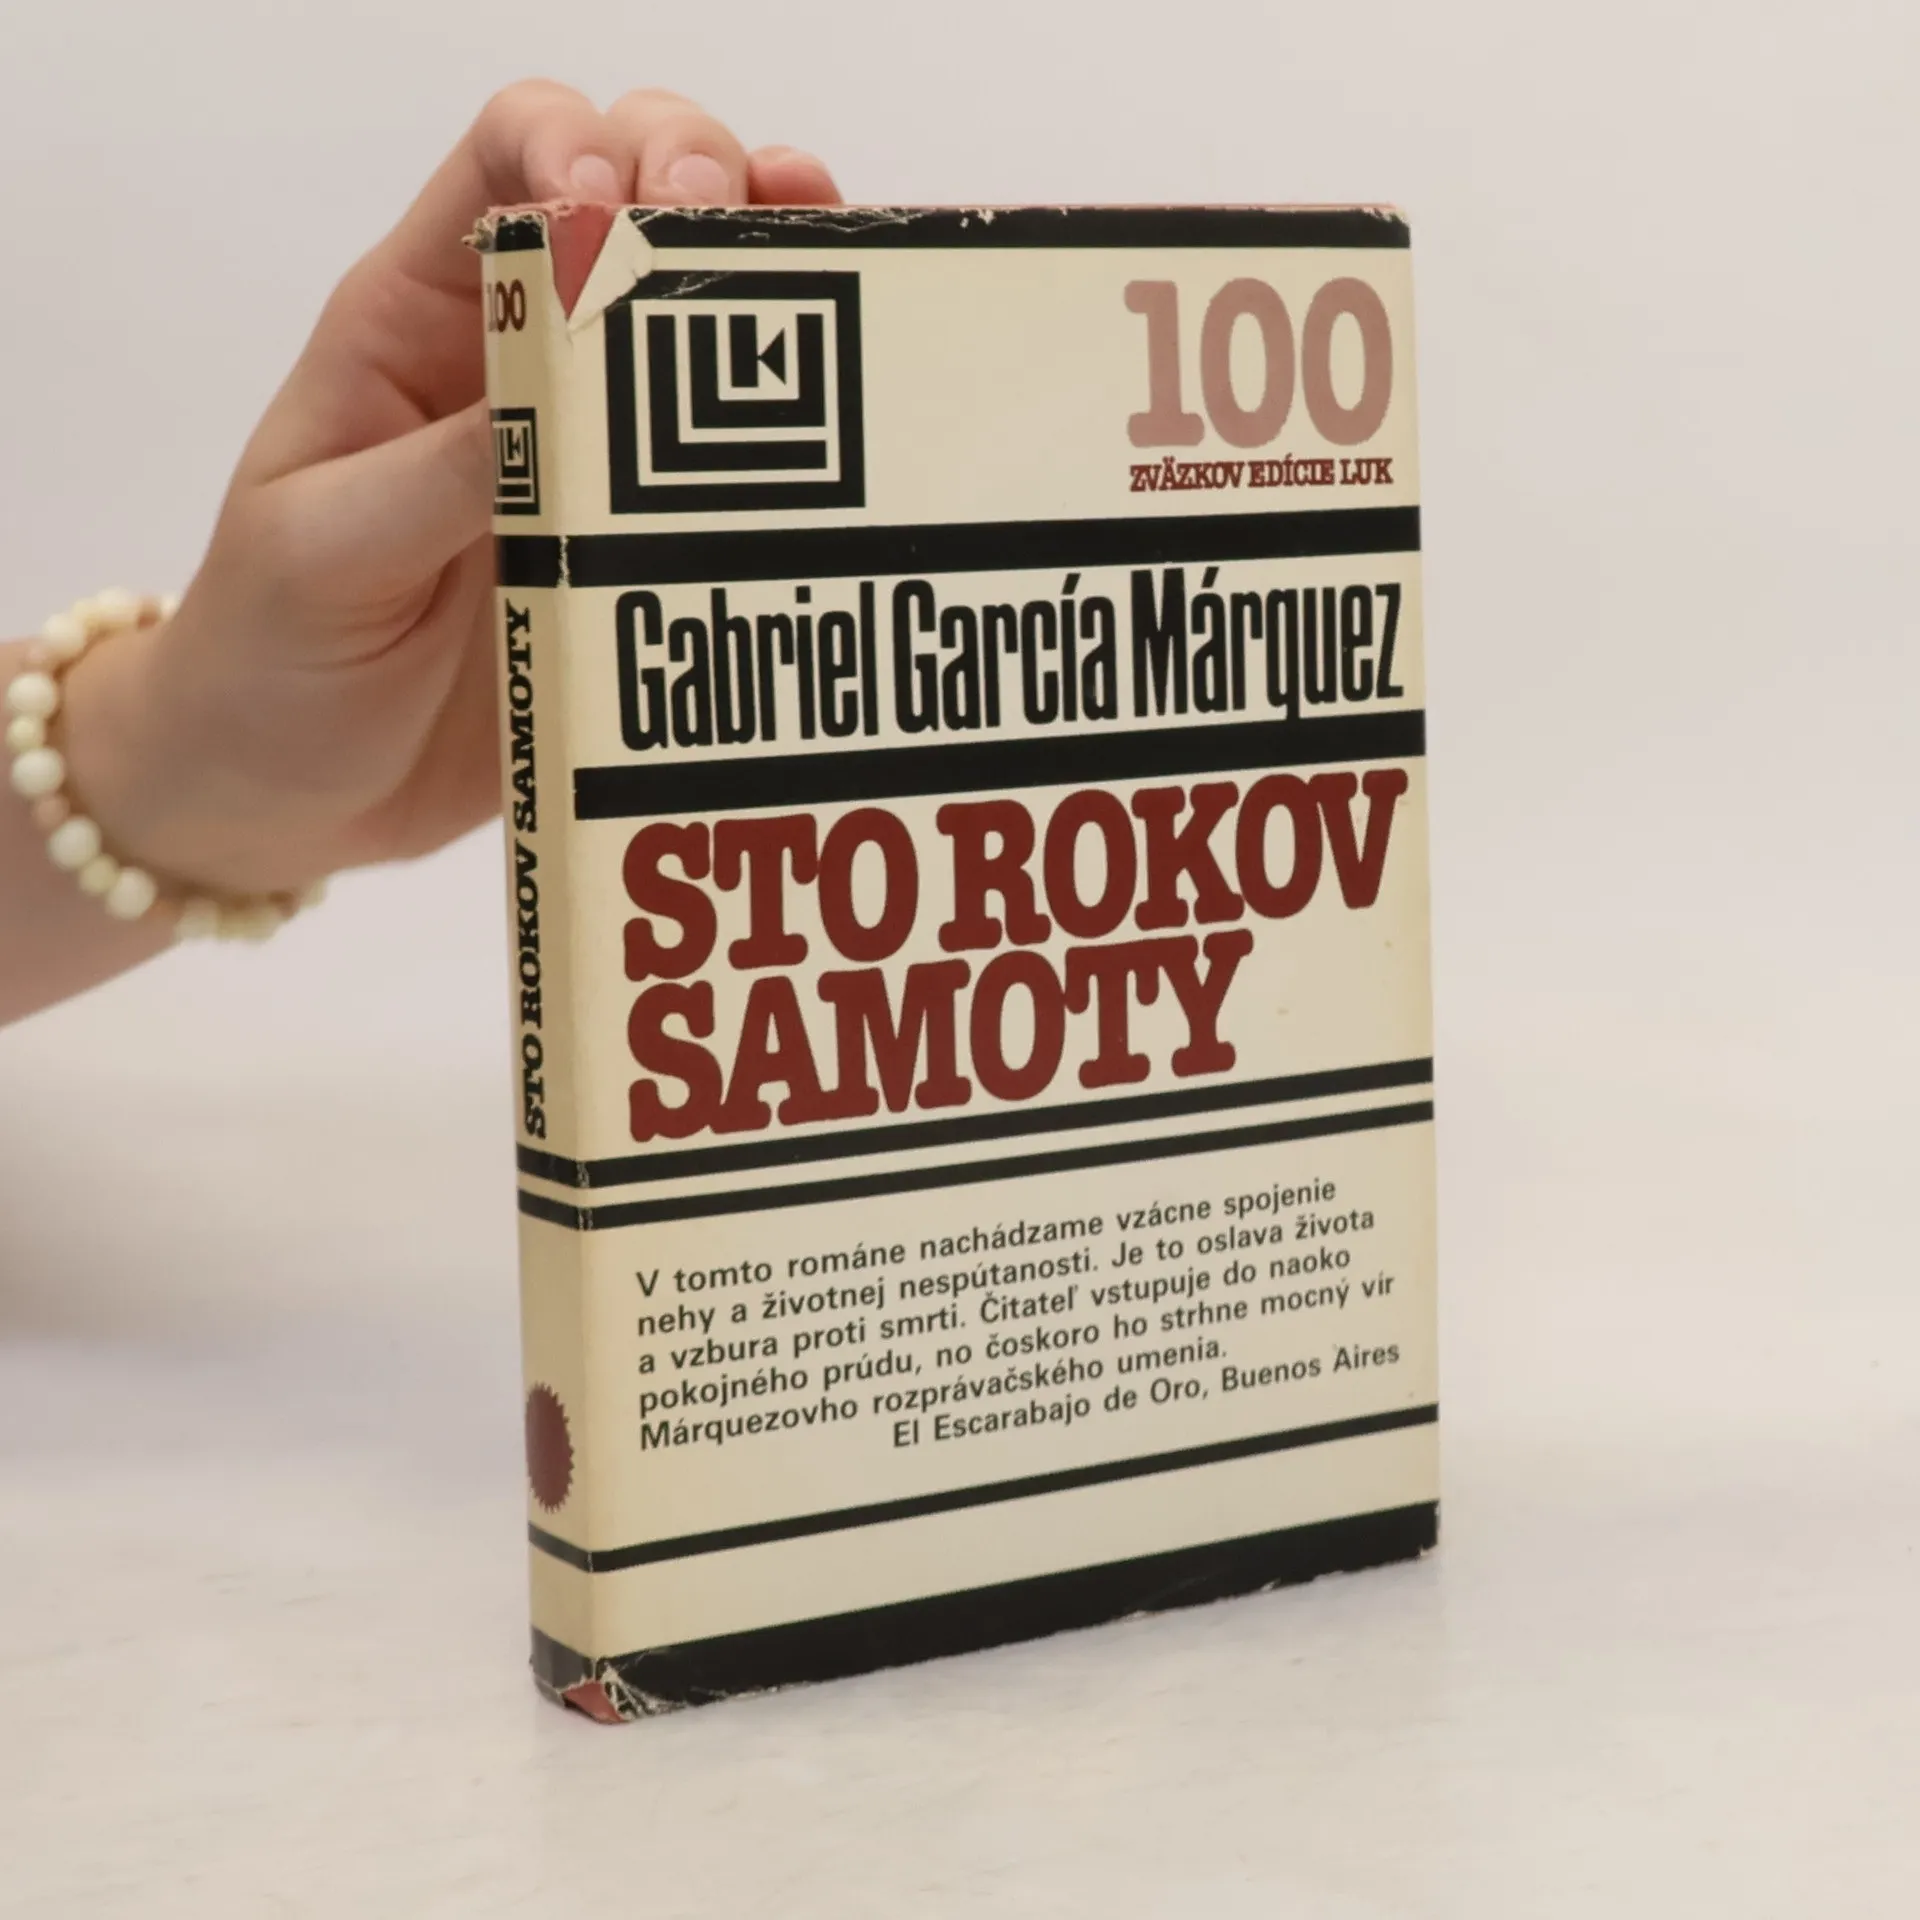 100
STO ROKOV SAMOTY
LUK
100
ZVÄZKOV EDÍCIE LUK
Gabriel García Márquez
STO ROKOV
SAMOTY
V tomto románe nachádzame vzácne spojenie
nehy a životnej nespútanosti. Je to oslava života
a vzbura proti smrti. Čitateľ vstupuje do naoko
pokojného prúdu, no čoskoro ho strhne mocný vír
Márquezovho rozprávačského umenia.
El Escarabajo de Oro, Buenos Aires